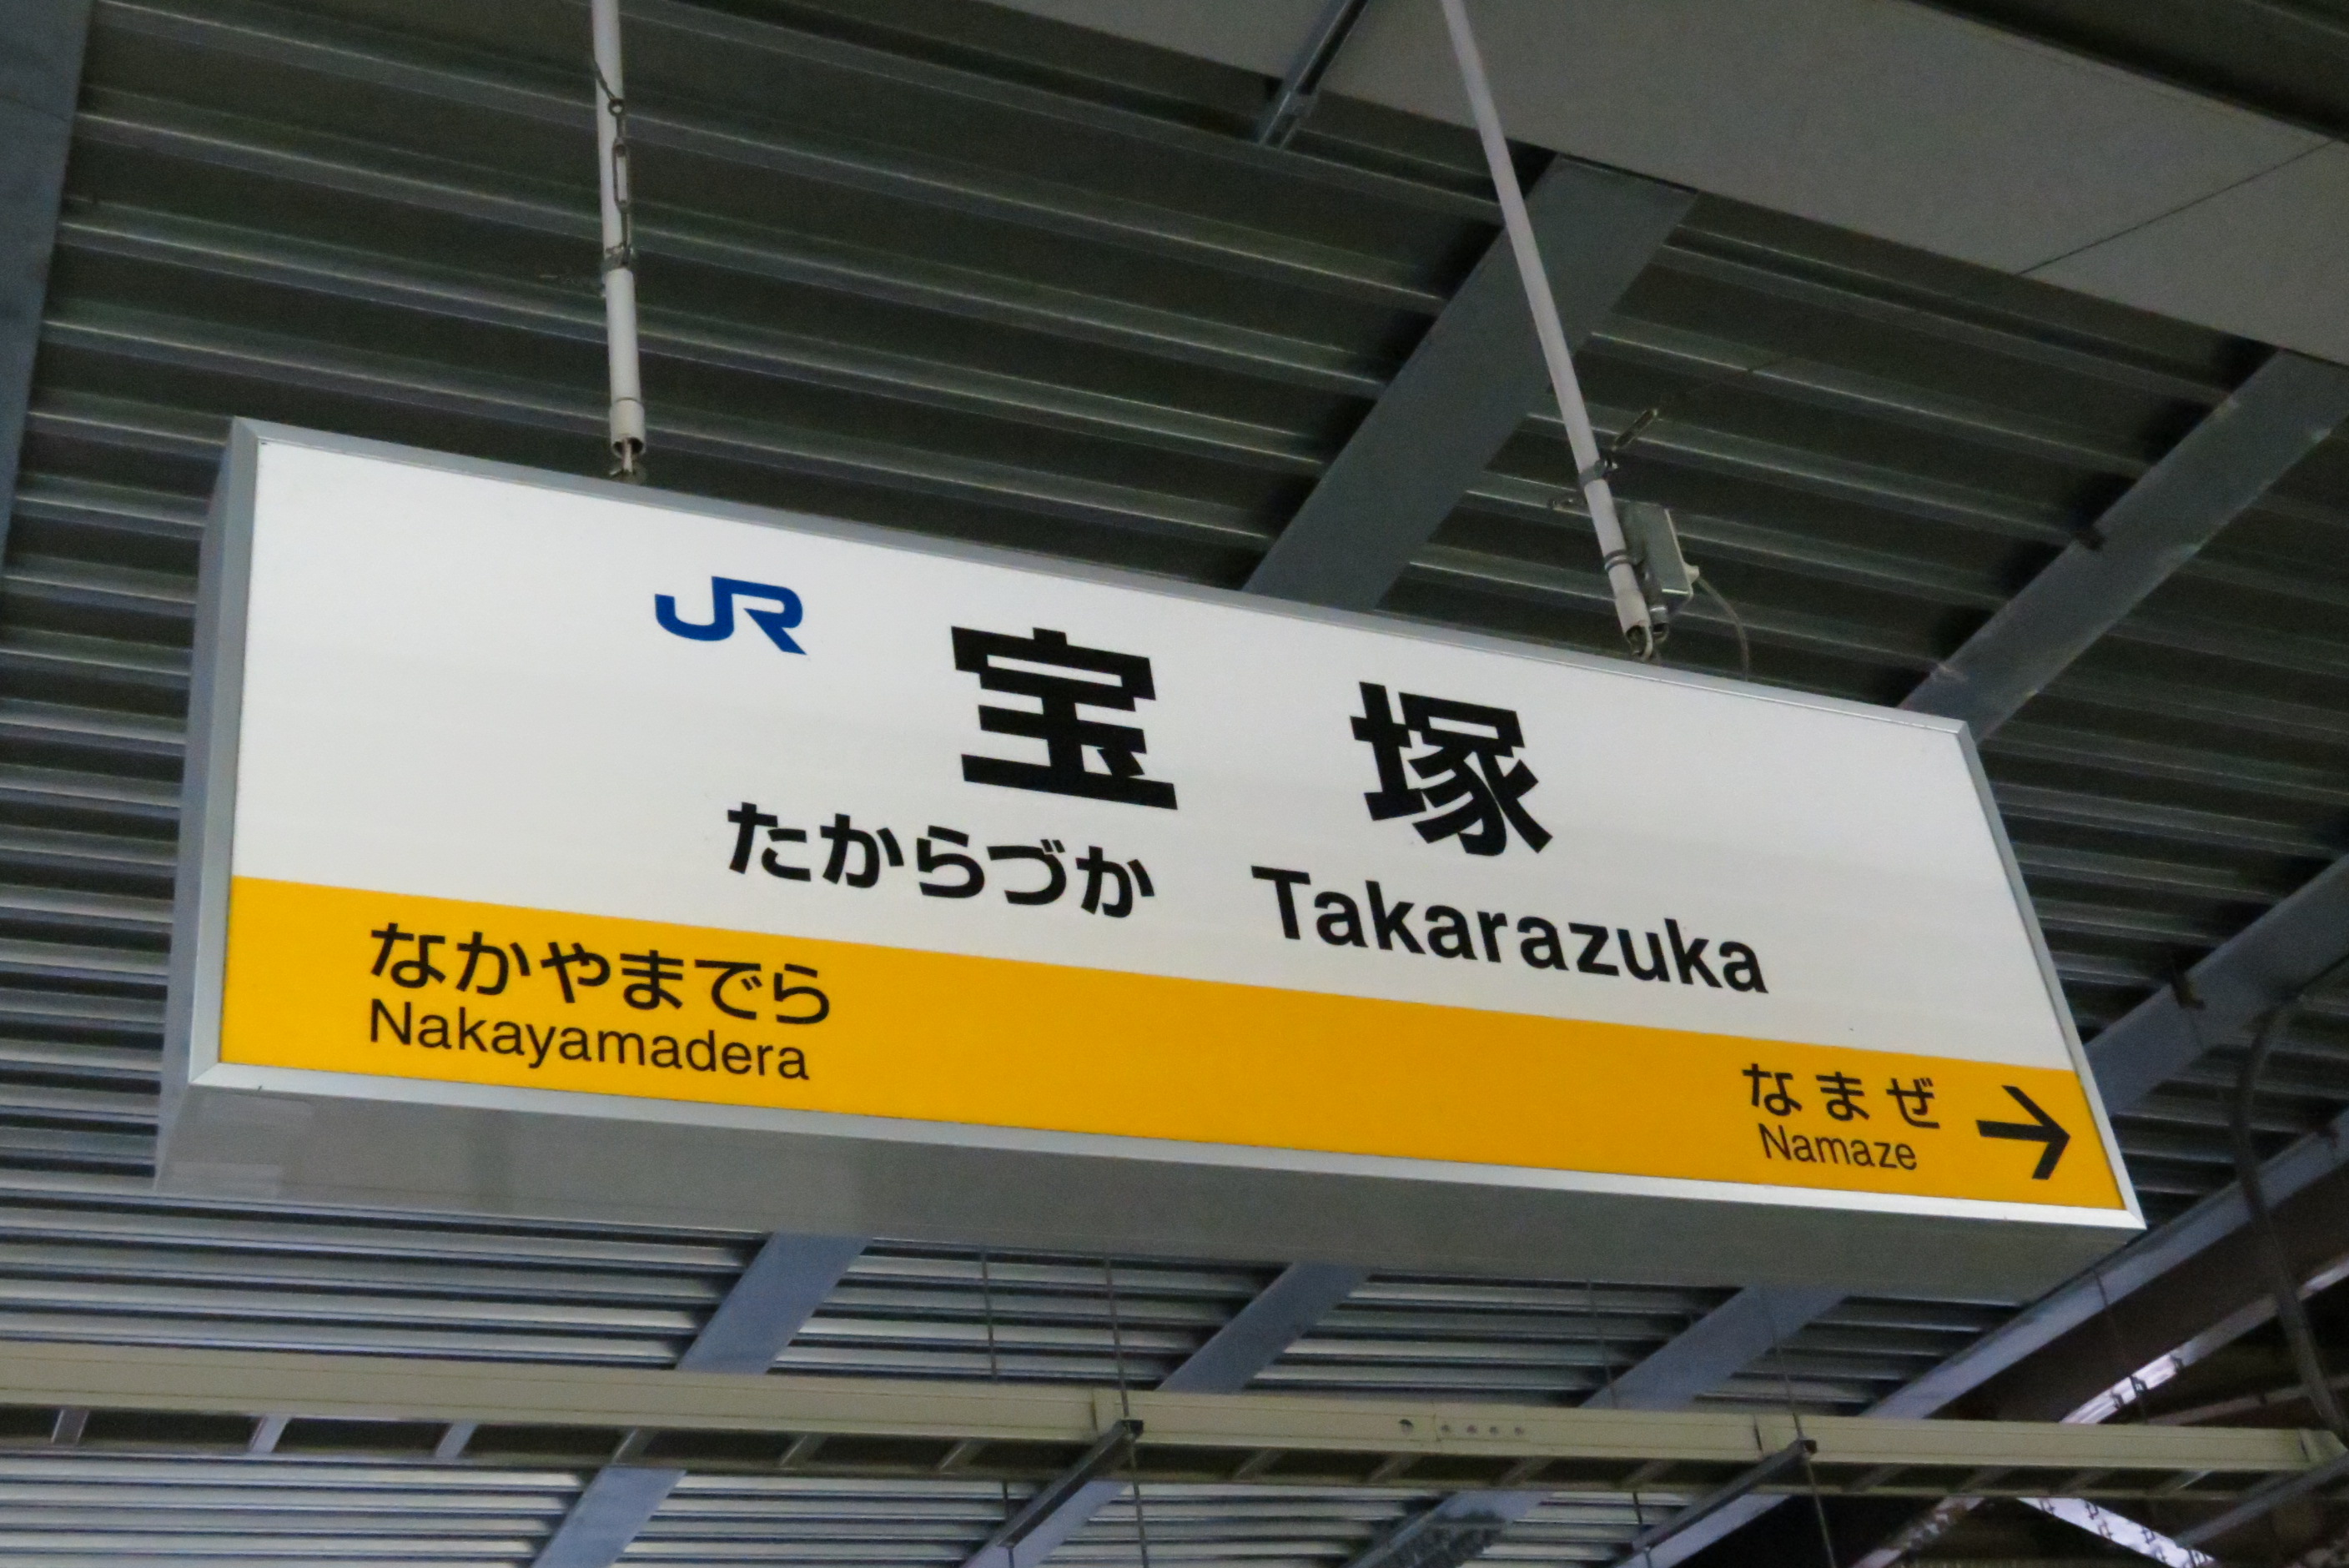 JR 宝塚
たからづか Takarazuka
なかやまでら
Nakayamadera
なまぜ →
Namaze